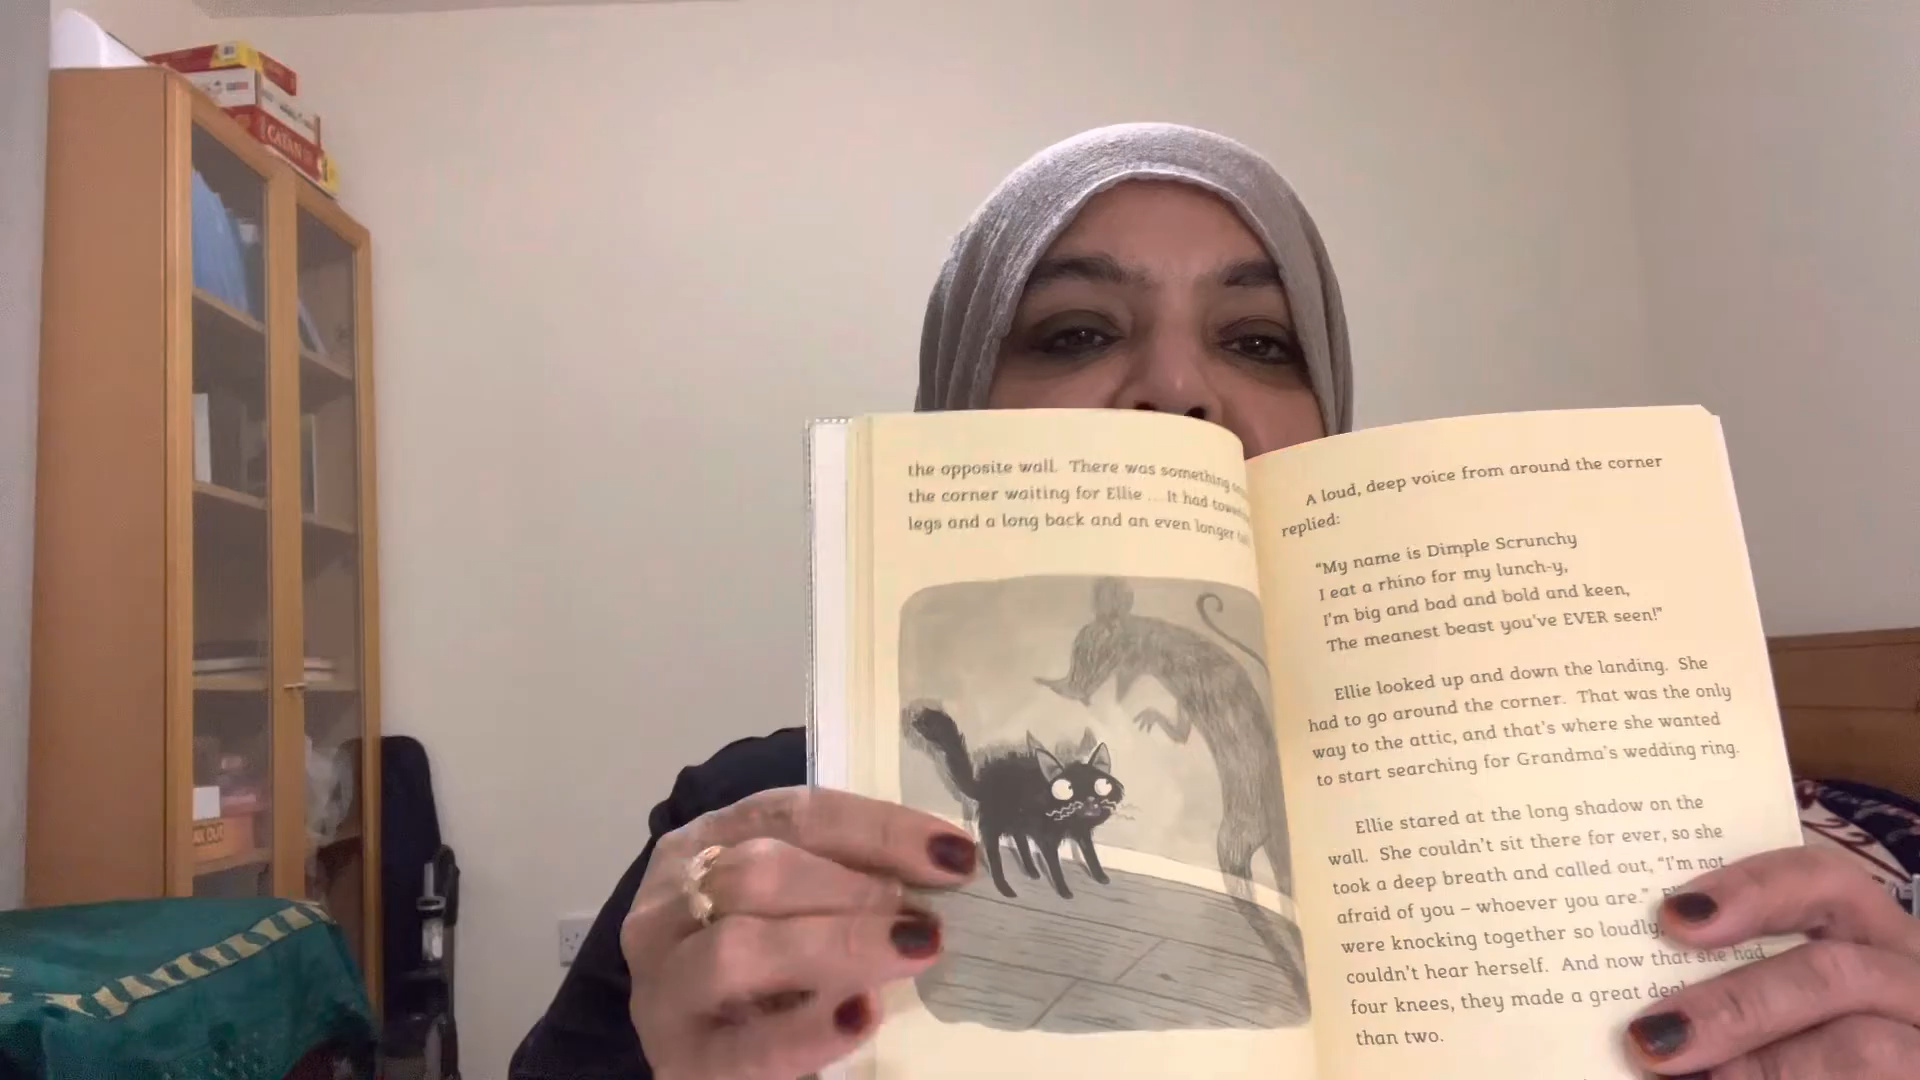 CATAN
the opposite wall. There was something
the corner waiting for Ellie ... It had
legs and a long back and an even longer
A loud, deep voice from around the corner
replied:
"My name is Dimple Scrunchy
I eat a rhino for my lunch-y,
I'm big and bad and bold and keen,
The meanest beast you've EVER seen!"
Ellie looked up and down the landing. She
had to go around the corner. That was the only
way to the attic, and that's where she wanted
to start searching for Grandma's wedding ring.
Ellie stared at the long shadow on the
wall. She couldn't sit there for ever, so she
took a deep breath and called out, "I'm not
afraid of you – whoever you are."
were knocking together so loudly,
couldn't hear herself. And now that she had
four knees, they made a great
than two.